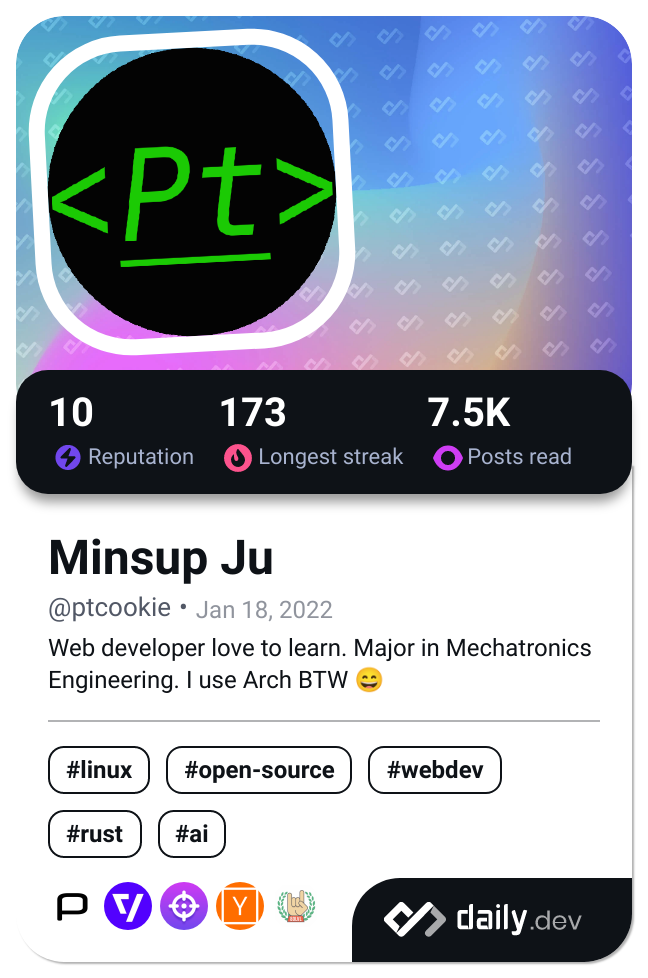 <Pt>
10 173 7.5K
Reputation Longest streak Posts read
Minsup Ju
@ptcookie • Jan 18, 2022
Web developer love to learn. Major in Mechatronics
Engineering. I use Arch BTW 😄
#linux #open-source #webdev
#rust #ai
Y
daily.dev